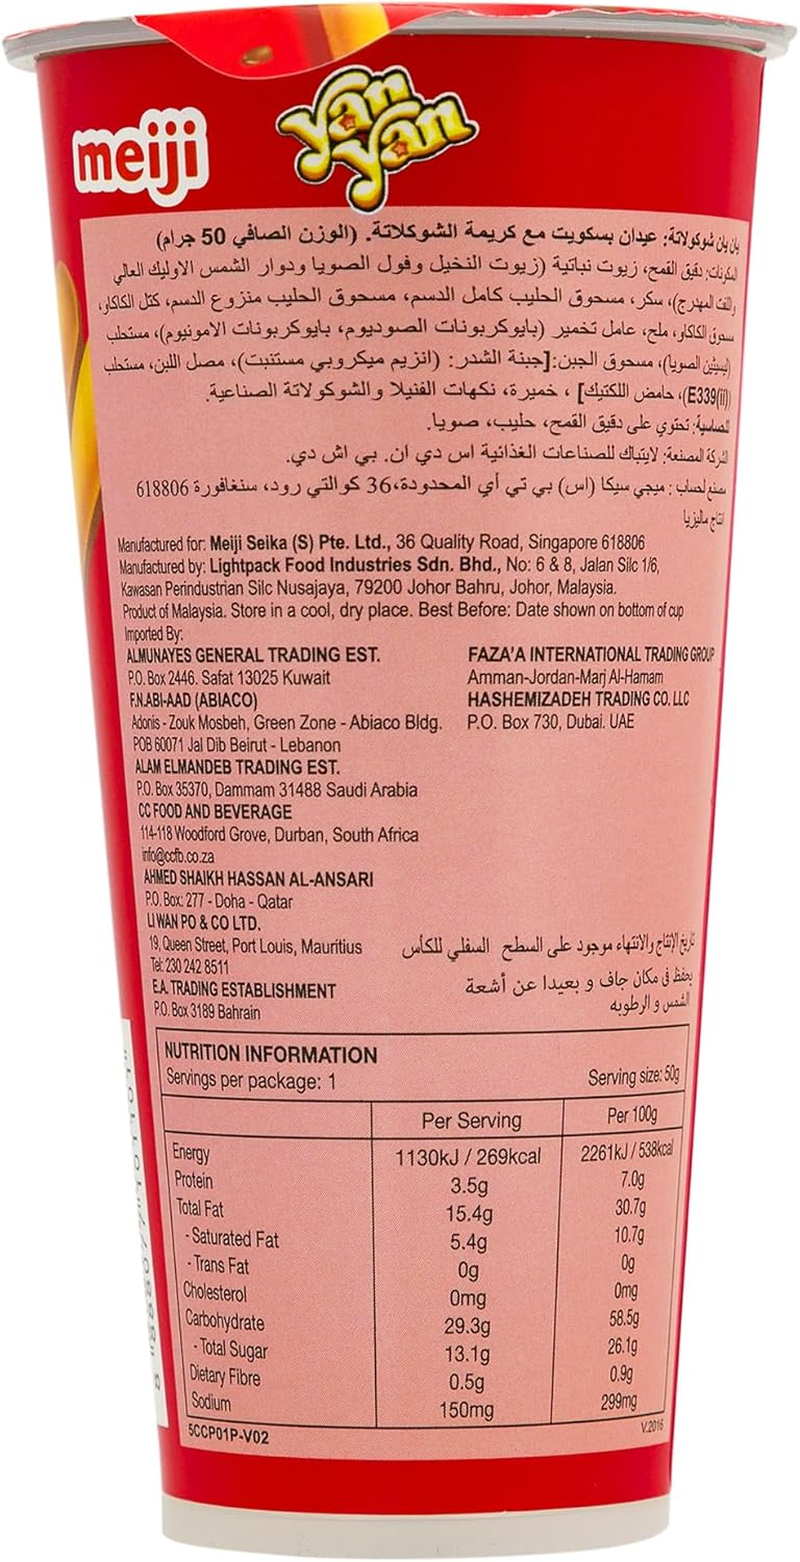 meiji
Yan
Yan
يان يان شوكولاتة: عيدان بسكويت مع كريمة الشوكلاتة. (الوزن الصافي 50 جرام)
المكونات: دقيق القمح، زيوت نباتية (زيوت النخيل وفول الصويا ودوار الشمس الاوليك العالي
واللفت المهدرج)، سكر، مسحوق الحليب كامل الدسم، مسحوق الحليب منزوع الدسم، كتل الكاكاو،
مسحوق الكاكاو، ملح، عامل تخمير (بايوكربونات الصوديوم، بايوكربونات الامونيوم)، مستحلب
(ليسيثين الصويا)، مسحوق الجبن:[جبنة الشدر: (انزيم ميكروبي مستنبت)، مصل اللبن، مستحلب
(E339(ii))، حامض اللكتيك] ، خميرة، نكهات الفنيلا والشوكولاتة الصناعية.
للحساسية: تحتوي على دقيق القمح، حليب، صويا.
الشركة المصنعة: لايتباك للصناعات الغذائية اس دي ان. بي اش دي.
مصنع لحساب : ميجي سيكا (اس) بي تي أي المحدودة،36 كوالتي رود، سنغافورة 618806
انتاج ماليزيا
Manufactured for: Meiji Seika (S) Pte. Ltd., 36 Quality Road, Singapore 618806
Manufactured by: Lightpack Food Industries Sdn. Bhd., No: 6 & 8, Jalan Silc 1/6,
Kawasan Perindustrian Silc Nusajaya, 79200 Johor Bahru, Johor, Malaysia.
Product of Malaysia. Store in a cool, dry place. Best Before: Date shown on bottom of cup
Imported By:
ALMUNAYES GENERAL TRADING EST.
P.O. Box 2446. Safat 13025 Kuwait
F.N.ABI-AAD (ABIACO)
Adonis - Zouk Mosbeh, Green Zone - Abiaco Bldg.
POB 60071 Jal Dib Beirut - Lebanon
ALAM ELMANDEB TRADING EST.
P.O. Box 35370, Dammam 31488 Saudi Arabia
CC FOOD AND BEVERAGE
114-118 Woodford Grove, Durban, South Africa
info@ccfb.co.za
AHMED SHAIKH HASSAN AL-ANSARI
P.O. Box: 277 - Doha - Qatar
LI WAN PO & CO LTD.
19, Queen Street, Port Louis, Mauritius
Tel: 230 242 8511
E.A. TRADING ESTABLISHMENT
P.O. Box 3189 Bahrain
FAZA'A INTERNATIONAL TRADING GROUP
Amman-Jordan-Marj Al-Hamam
HASHEMIZADEH TRADING CO. LLC
P.O. Box 730, Dubai. UAE
تاريخ الإنتاج والانتهاء موجود على السطح السفلي للكأس
يحفظ في مكان جاف و بعيدا عن أشعة
الشمس و الرطوبه
NUTRITION INFORMATION
Servings per package: 1 Serving size: 50g
Per Serving Per 100g
Energy 1130kJ / 269kcal 2261kJ / 538kcal
Protein 3.5g 7.0g
Total Fat 15.4g 30.7g
- Saturated Fat 5.4g 10.7g
- Trans Fat 0g 0g
Cholesterol 0mg 0mg
Carbohydrate 29.3g 58.5g
- Total Sugar 13.1g 26.1g
Dietary Fibre 0.5g 0.9g
Sodium 150mg 299mg
5CCP01P-V02 V.2016